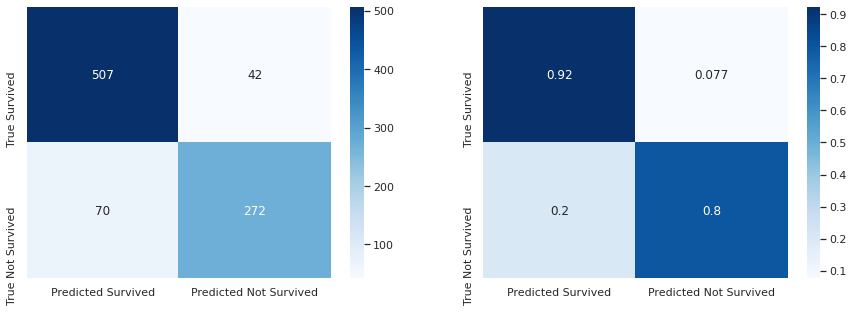 True Survived
True Not Survived
507
42
70
272
Predicted Survived
Predicted Not Survived
500
400
300
200
100
True Survived
True Not Survived
0.92
0.077
0.2
0.8
Predicted Survived
Predicted Not Survived
0.9
0.8
0.7
0.6
0.5
0.4
0.3
0.2
0.1